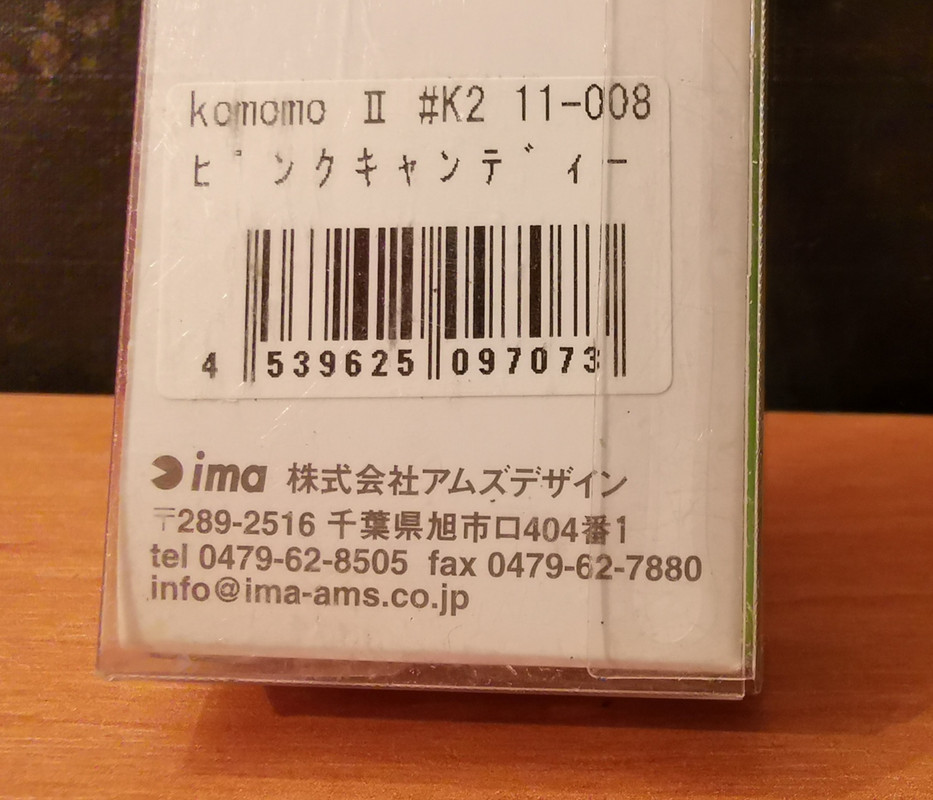 komomo Ⅱ #K2 11-008
ピンクキャンディー
4 539625 097073
ima 株式会社アムズデザイン
〒289-2516 千葉県旭市ロ404番1
tel 0479-62-8505 fax 0479-62-7880
info@ima-ams.co.jp